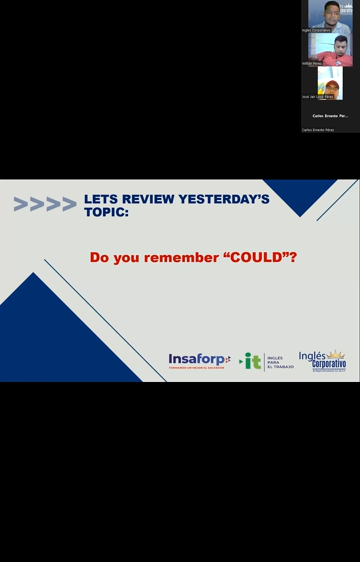 Carlos Ernesto Per...
Carlos Ernesto Pérez
>>>> LETS REVIEW YESTERDAY'S
TOPIC:
Do you remember “COULD”?
Insaforp
it
INGLÉS
PARA
EL TRABAJO
Inglés
Corporativo